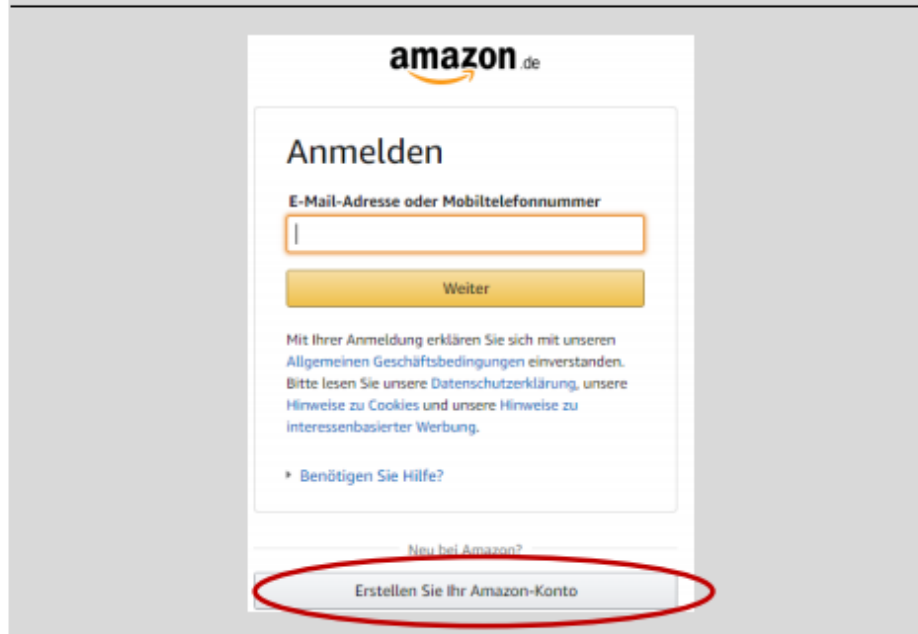 amazon.de
Anmelden
E-Mail-Adresse oder Mobiltelefonnummer
Weiter
Mit Ihrer Anmeldung erklären Sie sich mit unseren
Allgemeinen Geschäftsbedingungen einverstanden.
Bitte lesen Sie unsere Datenschutzerklärung, unsere
Hinweise zu Cookies und unsere Hinweise zu
interessenbasierter Werbung.
Benötigen Sie Hilfe?
Neu bei Amazon?
Erstellen Sie Ihr Amazon-Konto